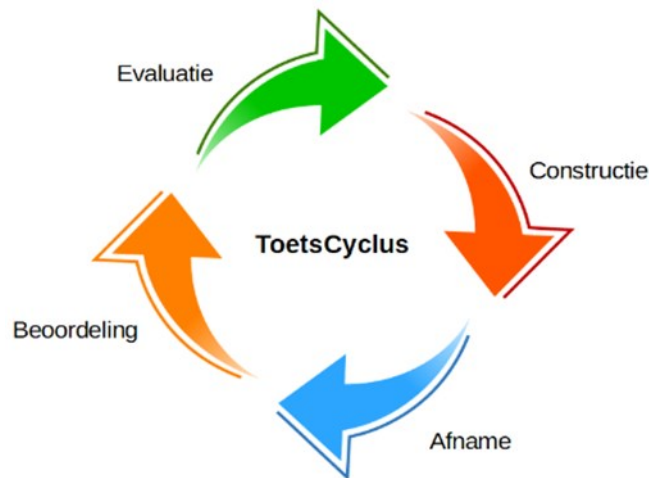 Evaluatie
Constructie
ToetsCyclus
Beoordeling
Afname